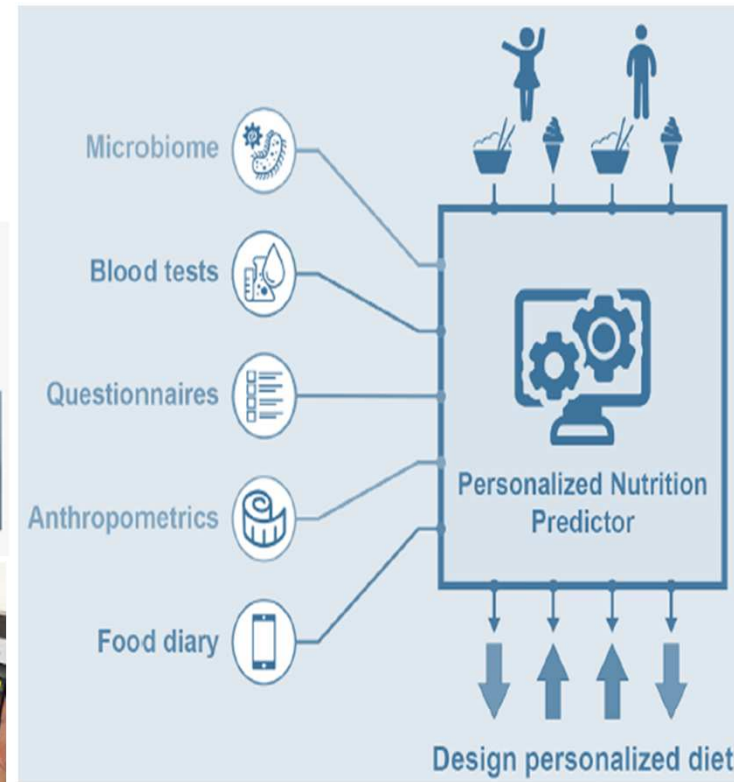 Microbiome
Blood tests
Questionnaires
Anthropometrics
Food diary
Personalized Nutrition
Predictor
Design personalized diet